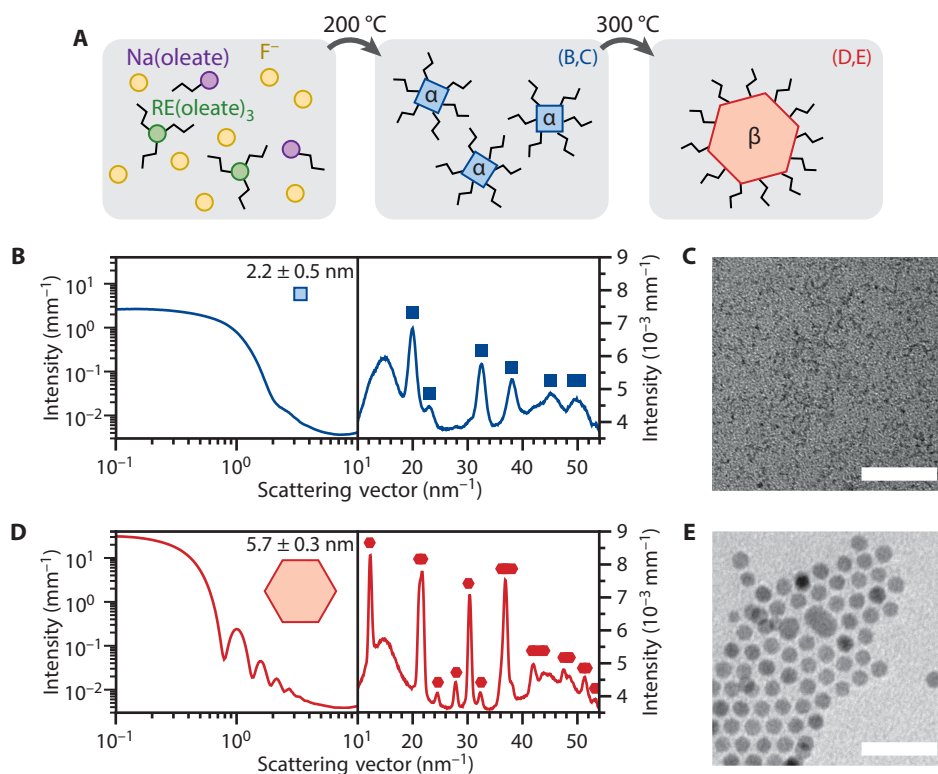 200 °C
300 °C
A
Na(oleate)
F⁻
RE(oleate)₃
(B,C)
α
α
α
(D,E)
β
B
2.2 ± 0.5 nm
Intensity (mm⁻¹)
10¹
10⁰
10⁻¹
10⁻²
9
8
7
6
5
4
Intensity (10⁻³ mm⁻¹)
10⁻¹
10⁰
10¹
20
30
40
50
Scattering vector (nm⁻¹)
C
D
5.7 ± 0.3 nm
Intensity (mm⁻¹)
10¹
10⁰
10⁻¹
10⁻²
9
8
7
6
5
4
Intensity (10⁻³ mm⁻¹)
10⁻¹
10⁰
10¹
20
30
40
50
Scattering vector (nm⁻¹)
E